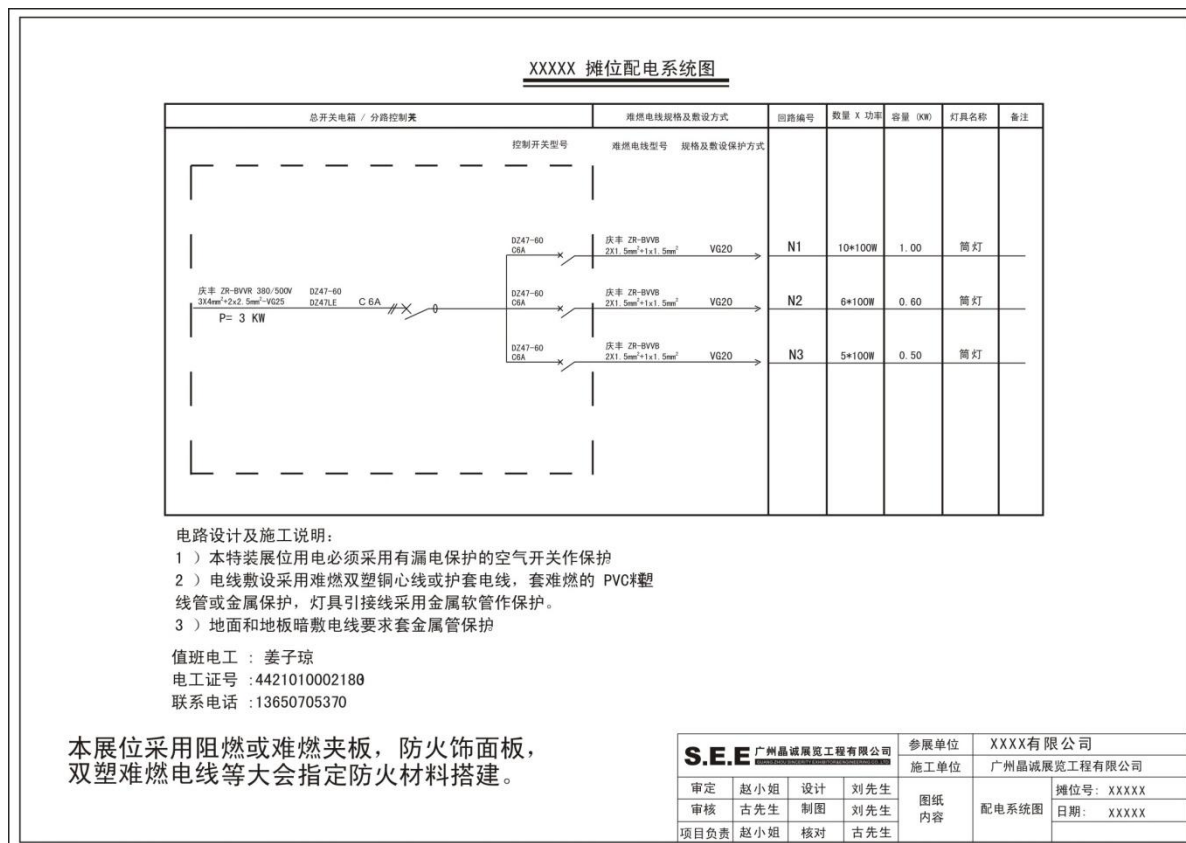 XXXXX 摊位配电系统图
总开关电箱 / 分路控制开关
难燃电线规格及敷设方式
回路编号
数量 X 功率
容量 (KW)
灯具名称
备注
控制开关型号
难燃电线型号 规格及敷设保护方式
DZ47-60
C6A
庆丰 ZR-BVVB
2X1.5mm²+1x1.5mm²
VG20
N1
10*100W
1.00
筒灯
庆丰 ZR-BVVR 380/500V
3X4mm²+2x2.5mm²-VG25
P= 3 KW
DZ47-60
DZ47LE
C 6A
DZ47-60
C6A
庆丰 ZR-BVVB
2X1.5mm²+1x1.5mm²
VG20
N2
6*100W
0.60
筒灯
DZ47-60
C6A
庆丰 ZR-BVVB
2X1.5mm²+1x1.5mm²
VG20
N3
5*100W
0.50
筒灯
电路设计及施工说明:
1 ) 本特装展位用电必须采用有漏电保护的空气开关作保护
2 ) 电线敷设采用难燃双塑铜心线或护套电线, 套难燃的 PVC
线管或金属保护, 灯具引接线采用金属软管作保护。
3 ) 地面和地板暗敷电线要求套金属管保护
值班电工 : 姜子琼
电工证号 :
联系电话 :13650705370
本展位采用阻燃或难燃夹板, 防火饰面板,
双塑难燃电线等大会指定防火材料搭建。
S.E.E 广州晶诚展览工程有限公司
参展单位 XXXX有限公司
施工单位 广州晶诚展览工程有限公司
审定 赵小姐 设计 刘先生
审核 古先生 制图 刘先生
项目负责 赵小姐 核对 古先生
图纸
内容
配电系统图
摊位号: XXXXX
日期: XXXXX